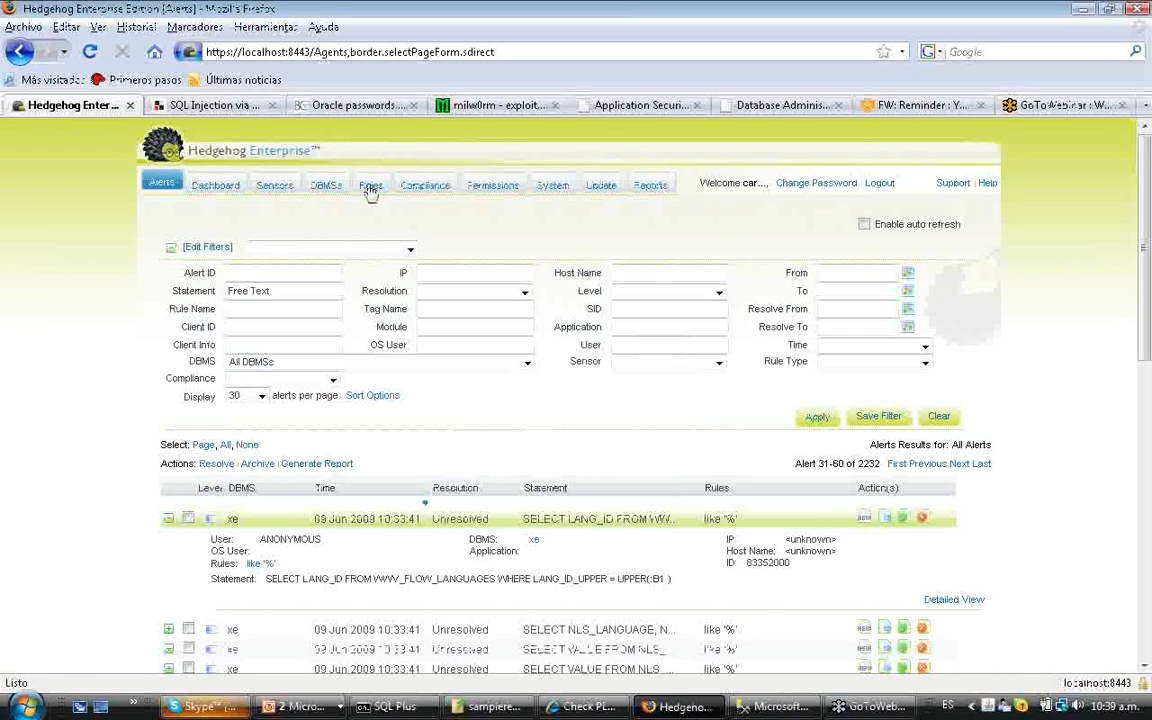 Hedgehog Enterprise Edition [Alerts] - Mozilla Firefox
Archivo Editar Ver Historial Marcadores Herramientas Ayuda
https://localhost:8443/Agents,border.selectPageForm.sdirect
Google
Más visitados Primeros pasos Últimas noticias
Hedgehog Enter... SQL Injection via ... Oracle passwords.... milw0rm - exploit... Application Securi... Database Adminis... FW: Reminder : Y... GoToWebinar : W...
Hedgehog Enterprise™
Alerts Dashboard Sensors DBMSs Rules Compliance Permissions System Update Reports Welcome car..., Change Password Logout Support Help
Enable auto refresh
[Edit Filters]
Alert ID IP Host Name From
Statement Free Text Resolution Level To
Rule Name Tag Name SID Resolve From
Client ID Module Application Resolve To
Client Info OS User User Time
DBMS All DBMSs Sensor Rule Type
Compliance
Display 30 alerts per page Sort Options
Apply Save Filter Clear
Select: Page, All, None Alerts Results for: All Alerts
Actions: Resolve Archive Generate Report Alert 31-60 of 2232 First Previous Next Last
Level DBMS Time Resolution Statement Rules Action(s)
xe 09 Jun 2009 10:33:41 Unresolved SELECT LANG_ID FROM WW... like '%'
User: ANONYMOUS DBMS: xe IP: <unknown>
OS User: Application: Host Name: <unknown>
Rules: like '%' ID: 83352000
Statement: SELECT LANG_ID FROM WWV_FLOW_LANGUAGES WHERE LANG_ID_UPPER = UPPER(:B1 )
Detailed View
xe 09 Jun 2009 10:33:41 Unresolved SELECT NLS_LANGUAGE, N... like '%'
xe 09 Jun 2009 10:33:41 Unresolved SELECT VALUE FROM NLS_... like '%'
xe 09 Jun 2009 10:33:41 Unresolved SELECT VALUE FROM NLS_... like '%'
Listo localhost:8443
Skype™ [... 2 Micro... SQL Plus sampiere... Check PL... Hedgeho... Microsoft... GoToWeb... ES 10:39 a.m.